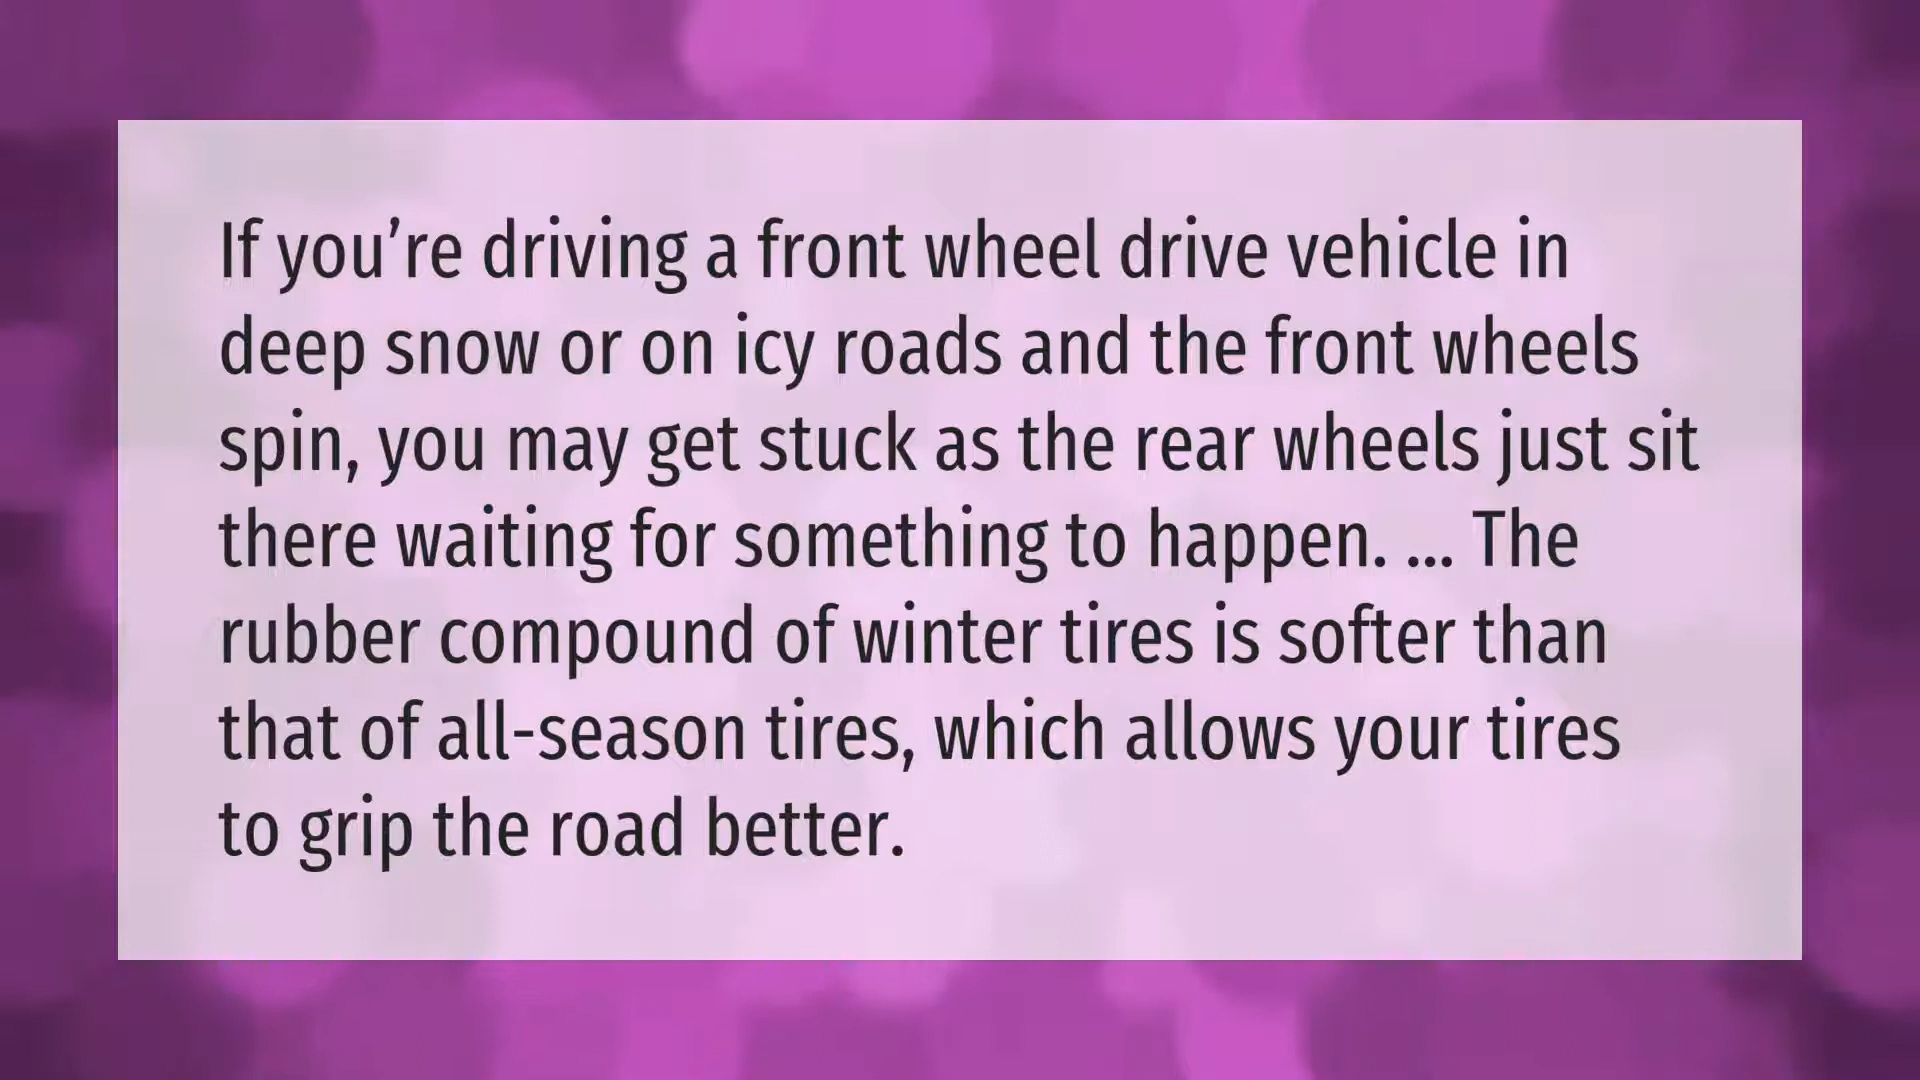 If you’re driving a front wheel drive vehicle in
deep snow or on icy roads and the front wheels
spin, you may get stuck as the rear wheels just sit
there waiting for something to happen. ... The
rubber compound of winter tires is softer than
that of all-season tires, which allows your tires
to grip the road better.